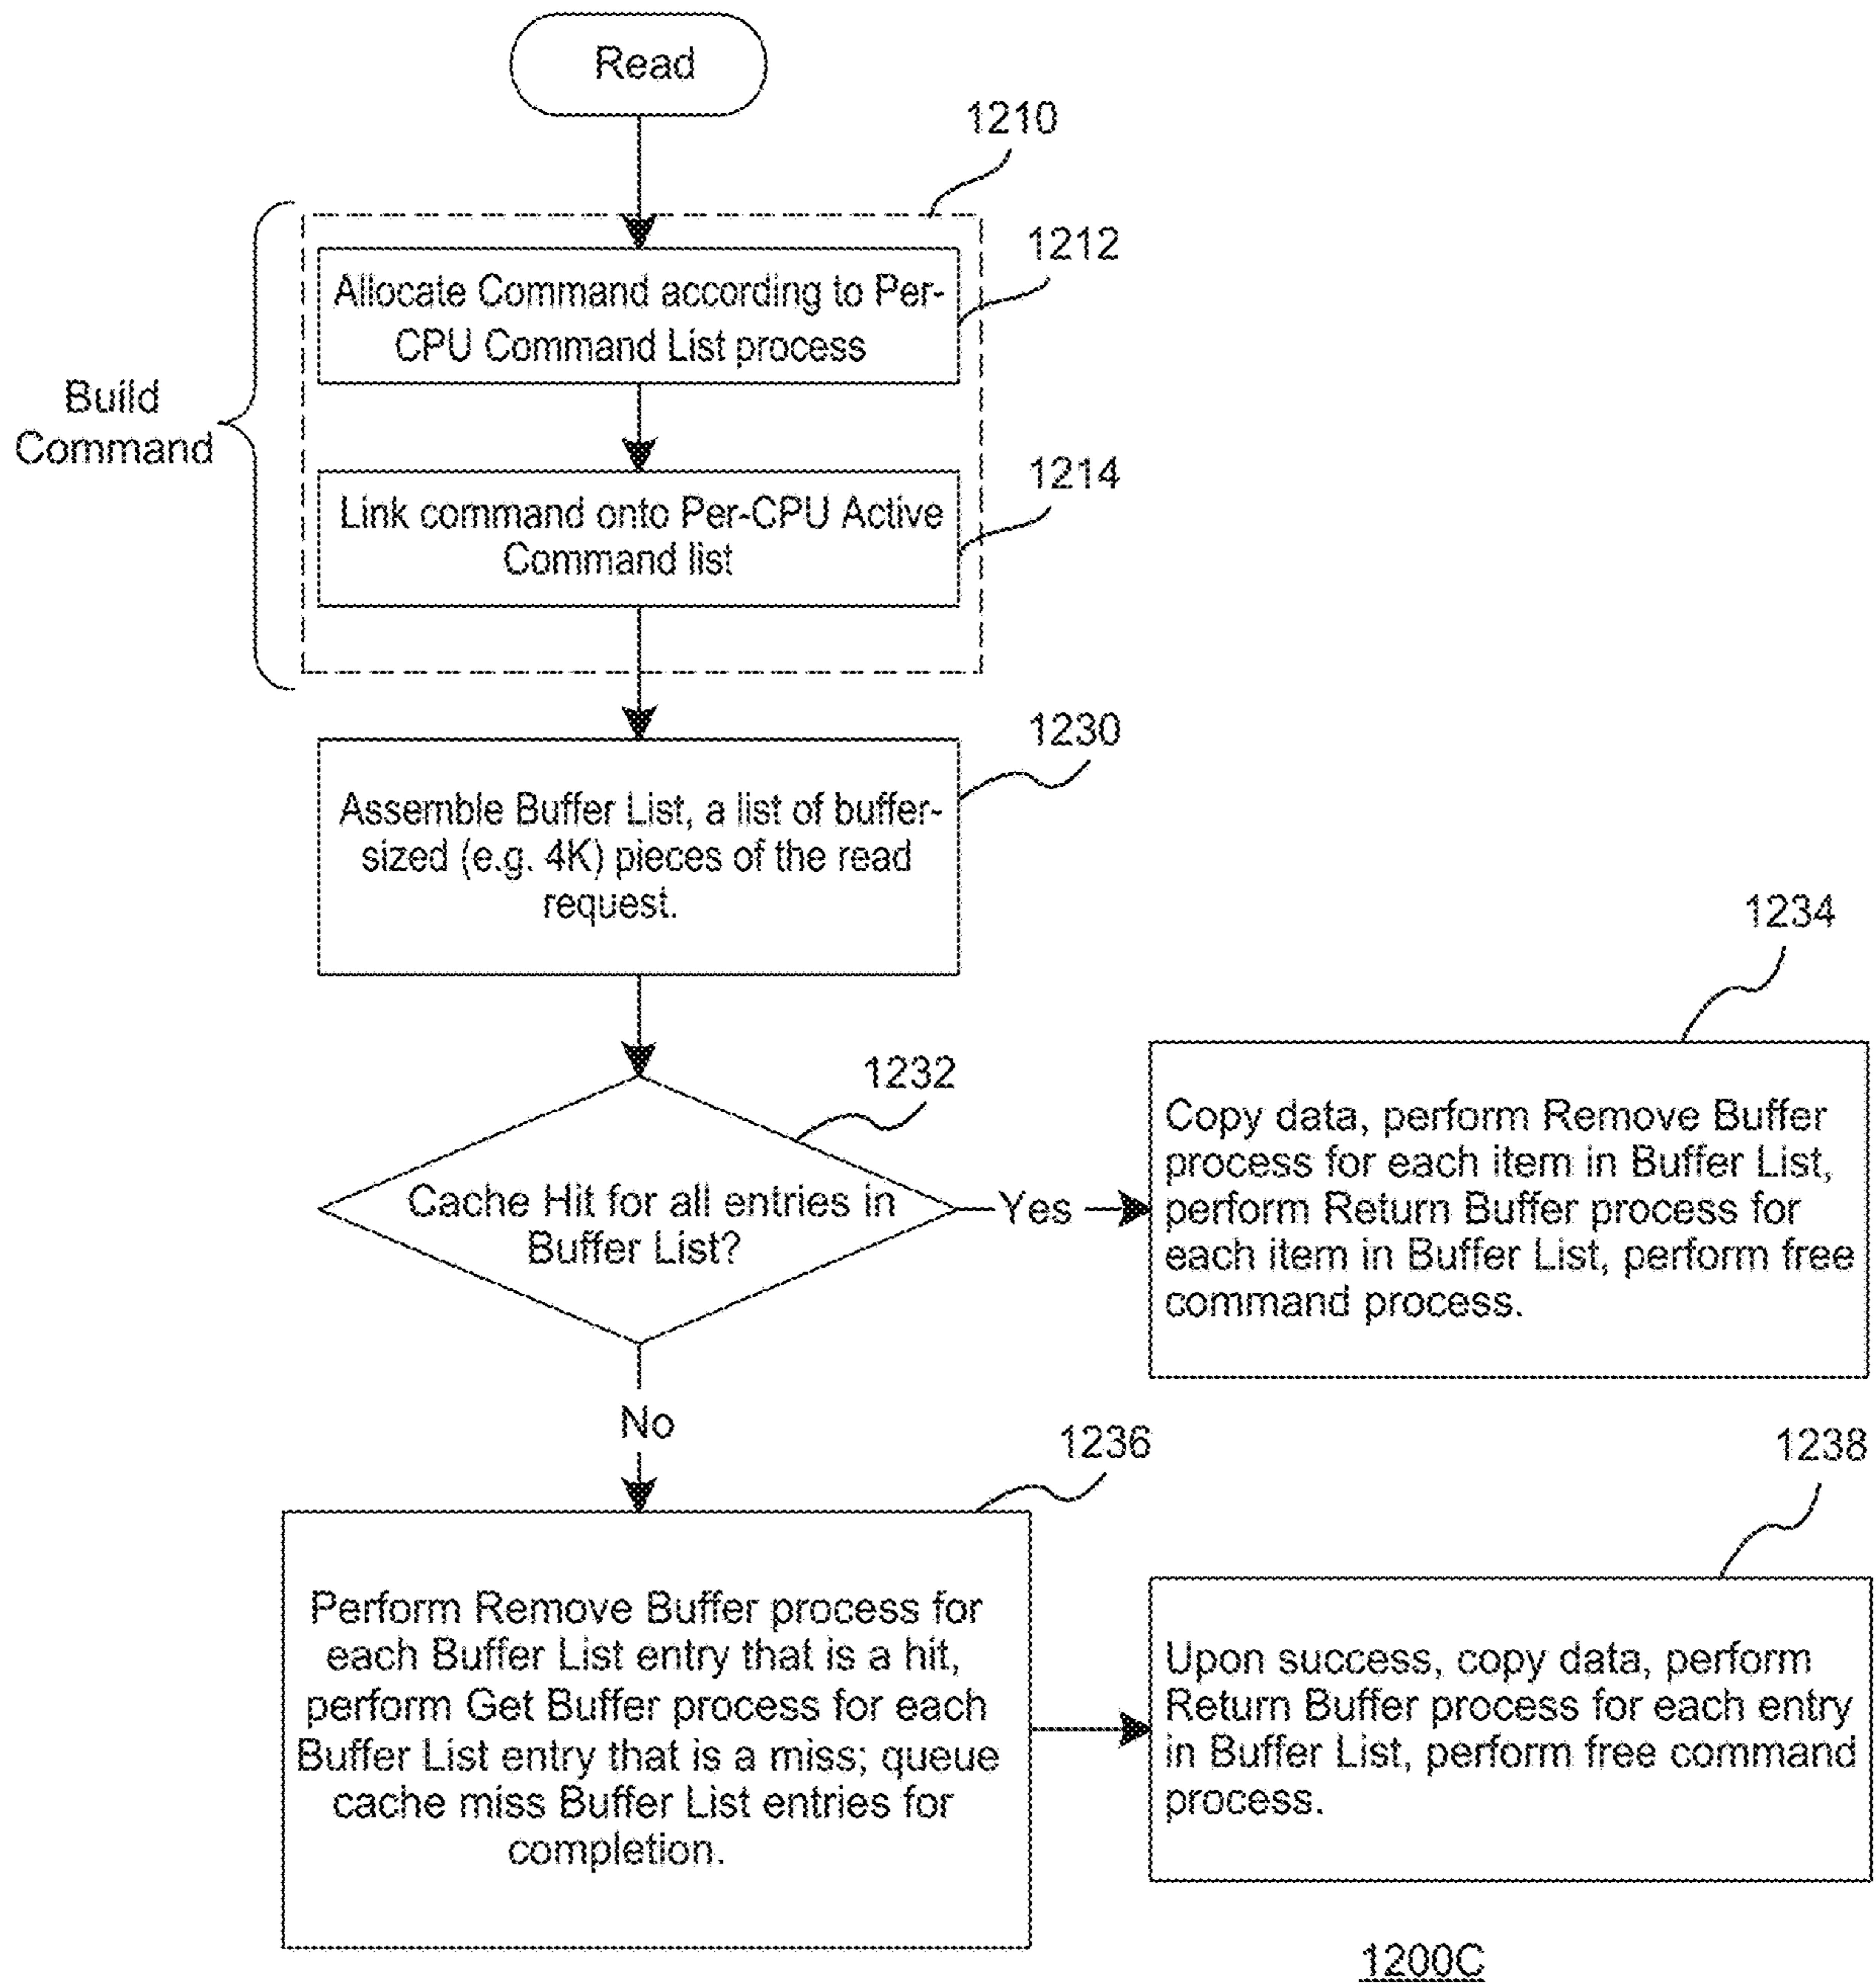 Read
1210
1212
Allocate Command according to Per-
CPU Command List process
Build
Command
1214
Link command onto Per-CPU Active
Command list
1230
Assemble Buffer List, a list of buffer-
sized (e.g. 4K) pieces of the read
request.
1234
1232
Cache Hit for all entries in
Buffer List?
Yes
Copy data, perform Remove Buffer
process for each item in Buffer List,
perform Return Buffer process for
each item in Buffer List, perform free
command process.
No
1236
1238
Perform Remove Buffer process for
each Buffer List entry that is a hit,
perform Get Buffer process for each
Buffer List entry that is a miss; queue
cache miss Buffer List entries for
completion.
Upon success, copy data, perform
Return Buffer process for each entry
in Buffer List, perform free command
process.
1200C